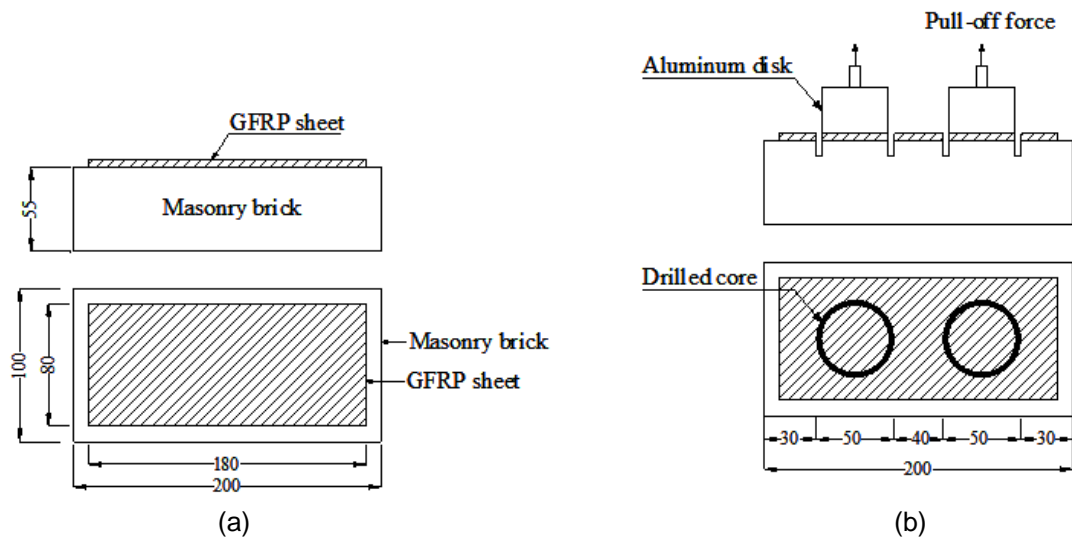 GFRP sheet
Masonry brick
55
100
80
Masonry brick
GFRP sheet
180
200
(a)
Pull-off force
Aluminum disk
Drilled core
30 50 40 50 30
200
(b)